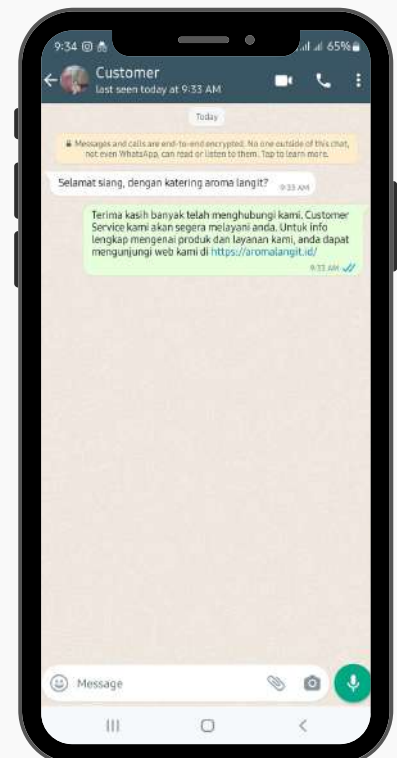 9:34
65%
Customer
last seen today at 9:33 AM
Today
Messages and calls are end-to-end encrypted. No one outside of this chat,
not even WhatsApp, can read or listen to them. Tap to learn more.
Selamat siang, dengan katering aroma langit?
9:33 AM
Terima kasih banyak telah menghubungi kami. Customer
Service kami akan segera melayani anda. Untuk info
lengkap mengenai produk dan layanan kami, anda dapat
mengunjungi web kami di https://aromalangit.id/
9:33 AM
Message